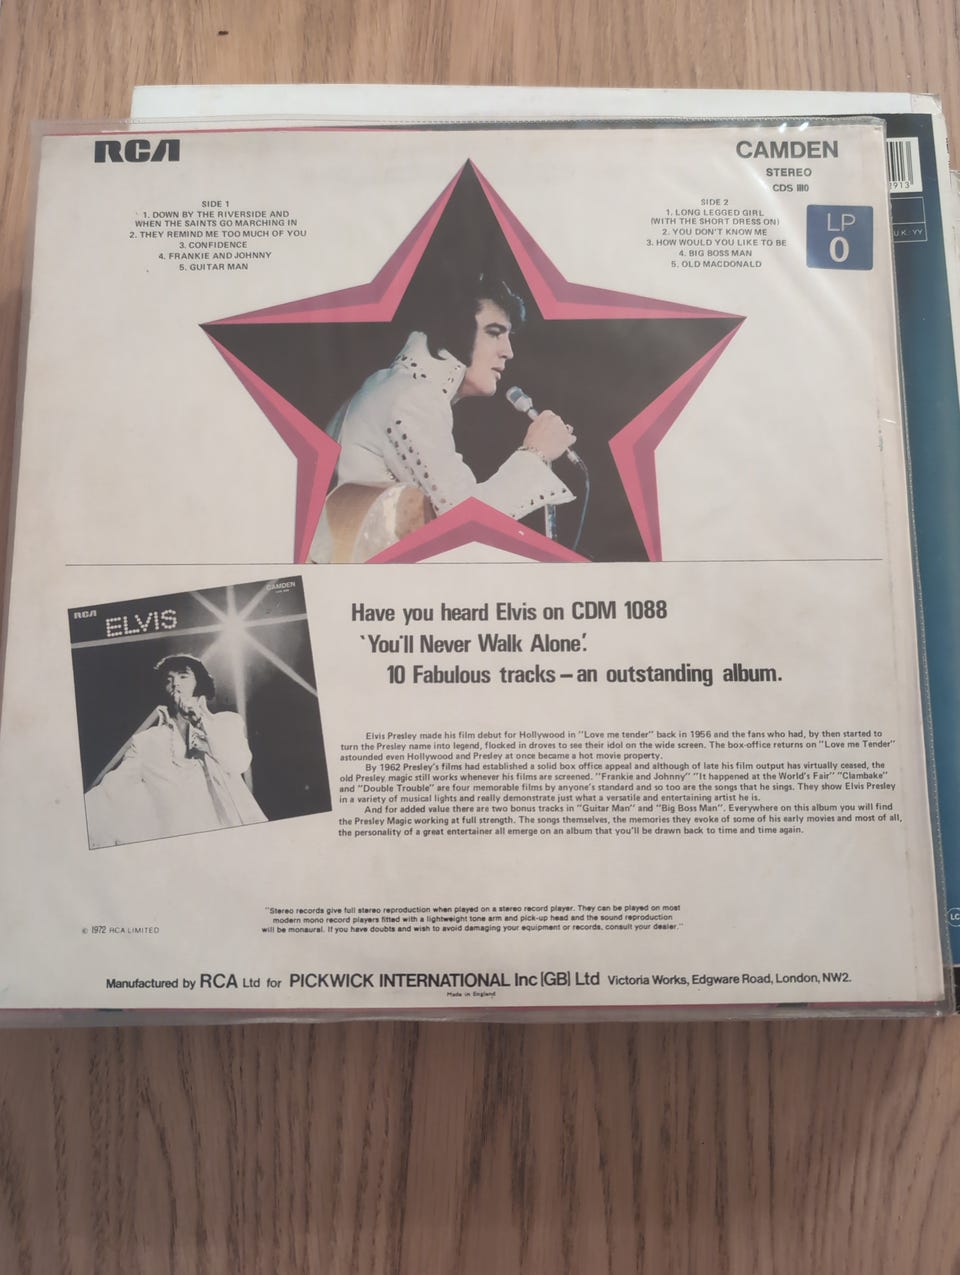 RCA
CAMDEN
STEREO
CDS 1110
SIDE 1
1. DOWN BY THE RIVERSIDE AND
WHEN THE SAINTS GO MARCHING IN
2. THEY REMIND ME TOO MUCH OF YOU
3. CONFIDENCE
4. FRANKIE AND JOHNNY
5. GUITAR MAN
SIDE 2
1. LONG LEGGED GIRL
(WITH THE SHORT DRESS ON)
2. YOU DON'T KNOW ME
3. HOW WOULD YOU LIKE TO BE
4. BIG BOSS MAN
5. OLD MACDONALD
LP
0
2913
U.K.: YY
RCA
CAMDEN
ELVIS
Have you heard Elvis on CDM 1088
'You'll Never Walk Alone'.
10 Fabulous tracks – an outstanding album.
Elvis Presley made his film debut for Hollywood in "Love me tender" back in 1956 and the fans who had, by then started to
turn the Presley name into legend, flocked in droves to see their idol on the wide screen. The box-office returns on "Love me Tender"
astounded even Hollywood and Presley at once became a hot movie property.
By 1962 Presley's films had established a solid box office appeal and although of late his film output has virtually ceased, the
old Presley magic still works whenever his films are screened. "Frankie and Johnny" "It happened at the World's Fair" "Clambake"
and "Double Trouble" are four memorable films by anyone's standard and so too are the songs that he sings. They show Elvis Presley
in a variety of musical lights and really demonstrate just what a versatile and entertaining artist he is.
And for added value there are two bonus tracks in "Guitar Man" and "Big Boss Man". Everywhere on this album you will find
the Presley Magic working at full strength. The songs themselves, the memories they evoke of some of his early movies and most of all,
the personality of a great entertainer all emerge on an album that you'll be drawn back to time and time again.
"Stereo records give full stereo reproduction when played on a stereo record player. They can be played on most
modern mono record players fitted with a lightweight tone arm and pick-up head and the sound reproduction
will be monaural. If you have doubts and wish to avoid damaging your equipment or records, consult your dealer."
© 1972 RCA LIMITED
LC
Manufactured by RCA Ltd for PICKWICK INTERNATIONAL Inc (GB) Ltd Victoria Works, Edgware Road, London, NW2.
Made in England